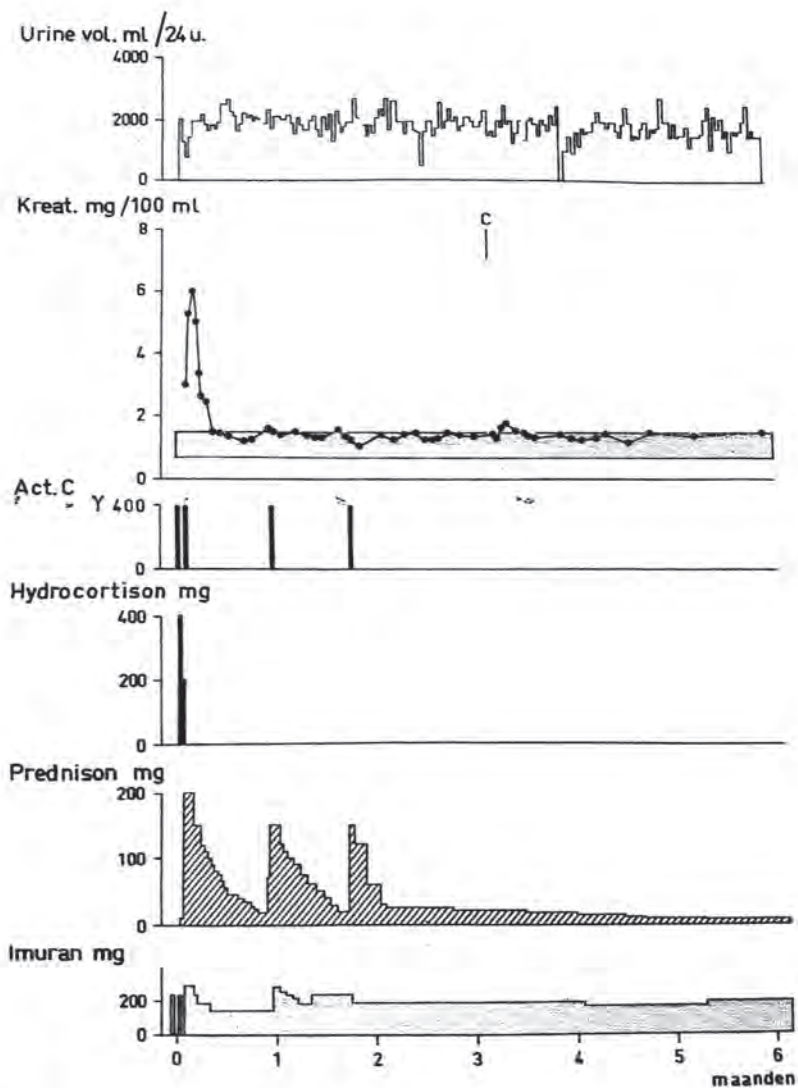 Urine vol. ml /24 u.
4000
2000
0
Kreat. mg/100 ml
C
8
6
4
2
0
Act. C
γ 400
200
0
Hydrocortison mg
400
200
0
Prednison mg
200
100
0
Imuran mg
200
0
0 1 2 3 4 5 6
maanden